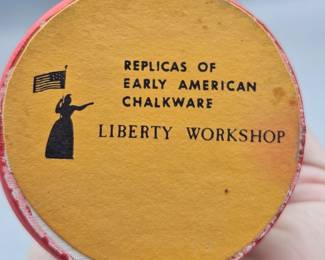 REPLICAS OF
EARLY AMERICAN
CHALKWARE
LIBERTY WORKSHOP